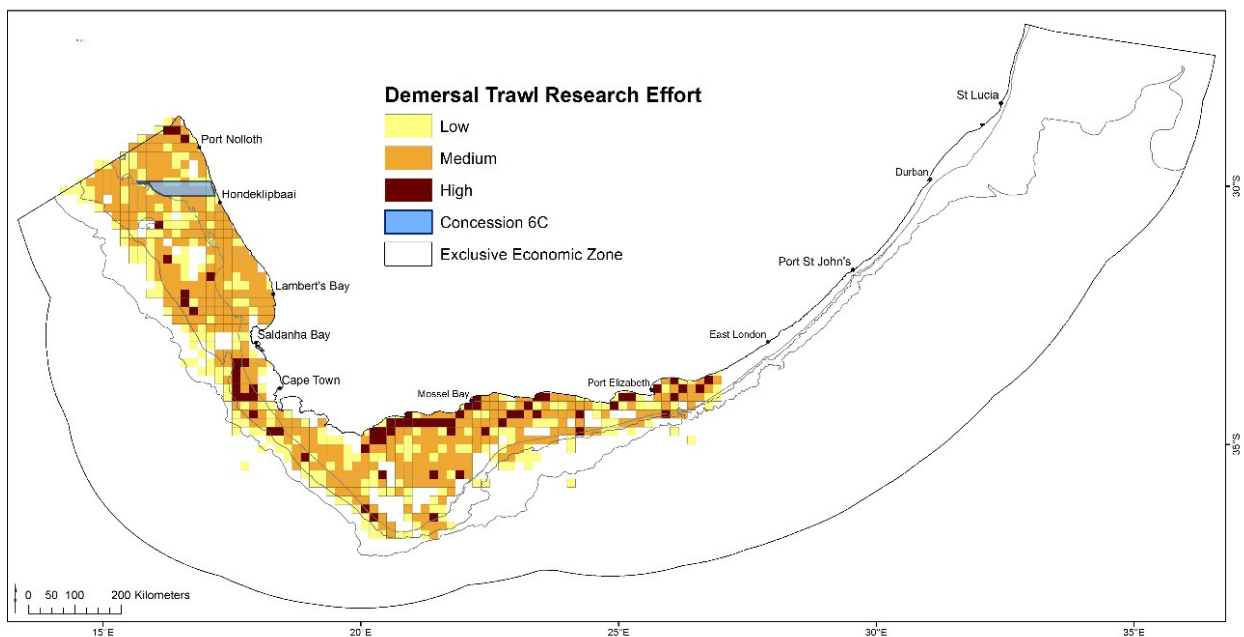 Demersal Trawl Research Effort
Low
Medium
High
Concession 6C
Exclusive Economic Zone
St Lucia
Port Nolloth
Durban
30°S
Hondeklipbaai
Port St John's
Lambert's Bay
East London
Saldanha Bay
Cape Town
Port Elizabeth
Mossel Bay
35°S
0 50 100 200 Kilometers
15°E 20°E 25°E 30°E 35°E